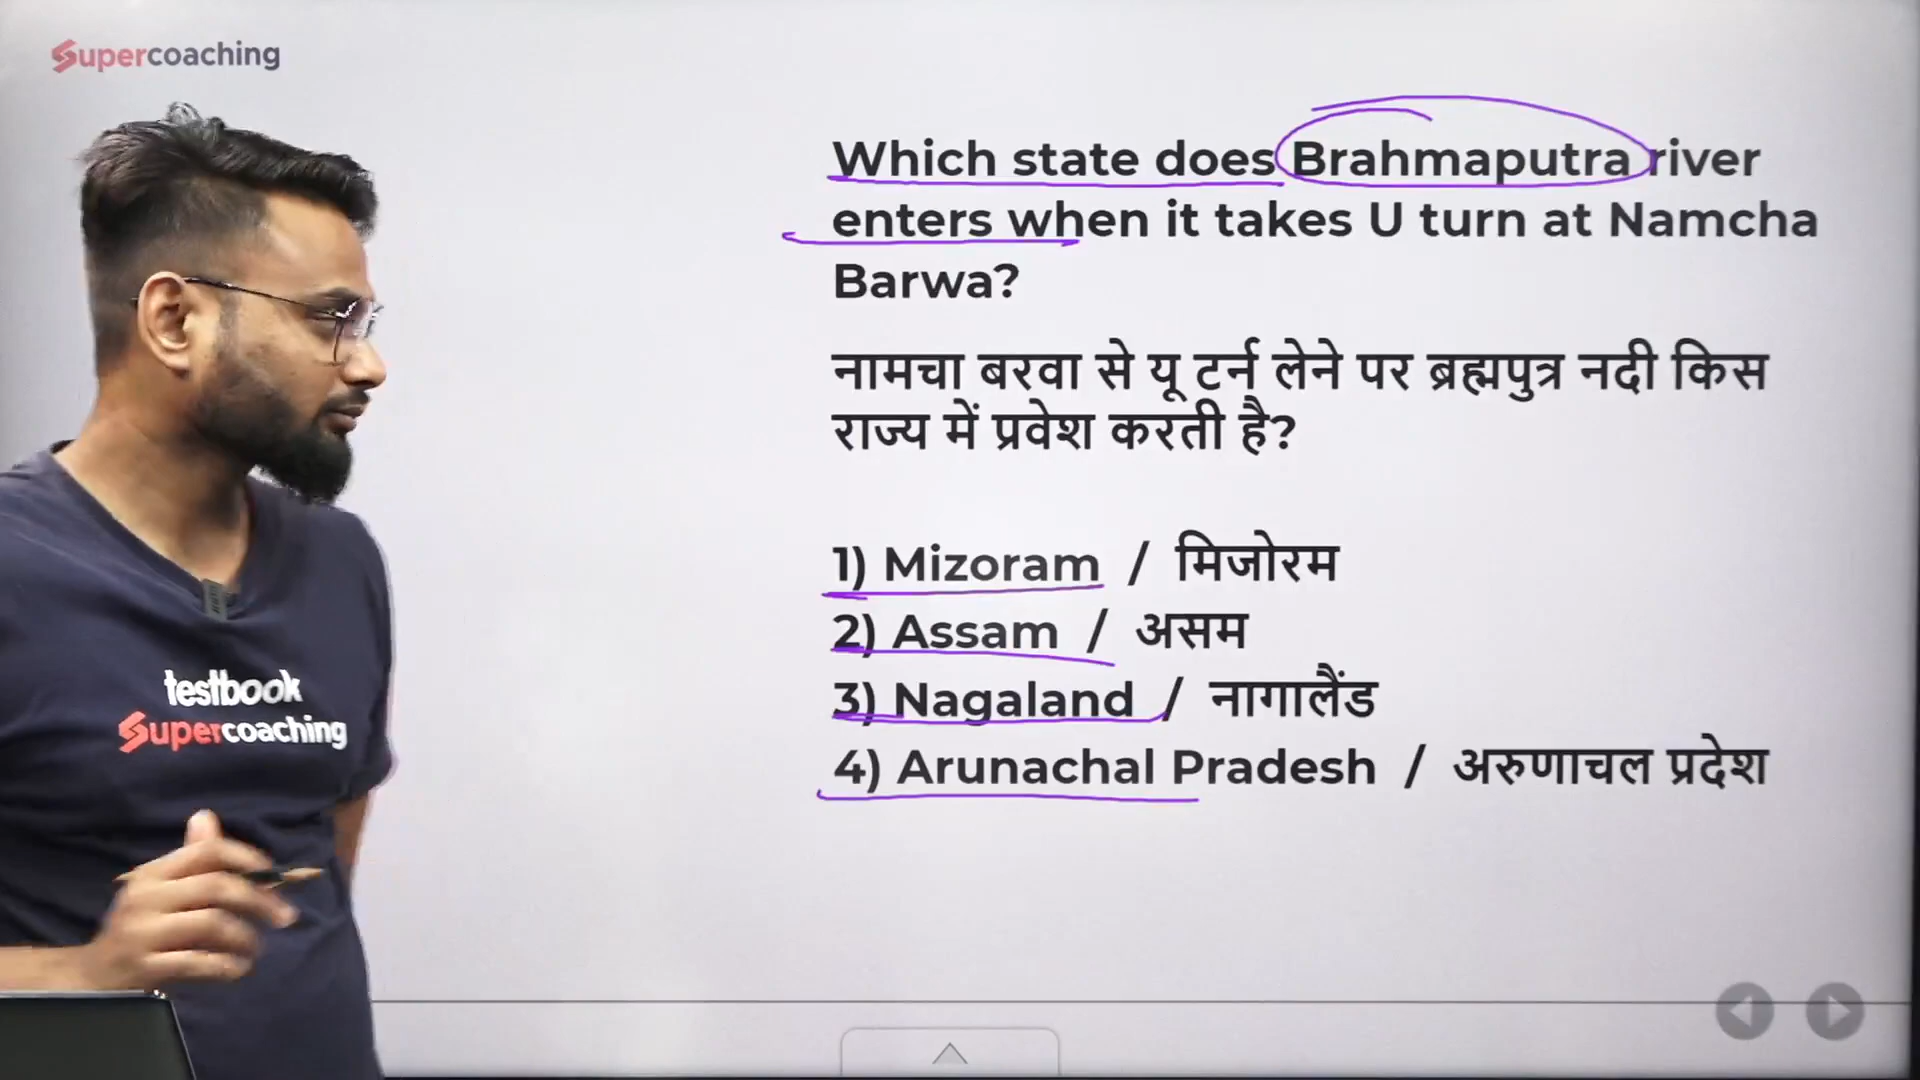 Supercoaching
Which state does Brahmaputra river
enters when it takes U turn at Namcha
Barwa?
नामचा बरवा से यू टर्न लेने पर ब्रह्मपुत्र नदी किस
राज्य में प्रवेश करती है?
1) Mizoram / मिजोरम
2) Assam / असम
3) Nagaland / नागालैंड
4) Arunachal Pradesh / अरुणाचल प्रदेश
testbook
Supercoaching